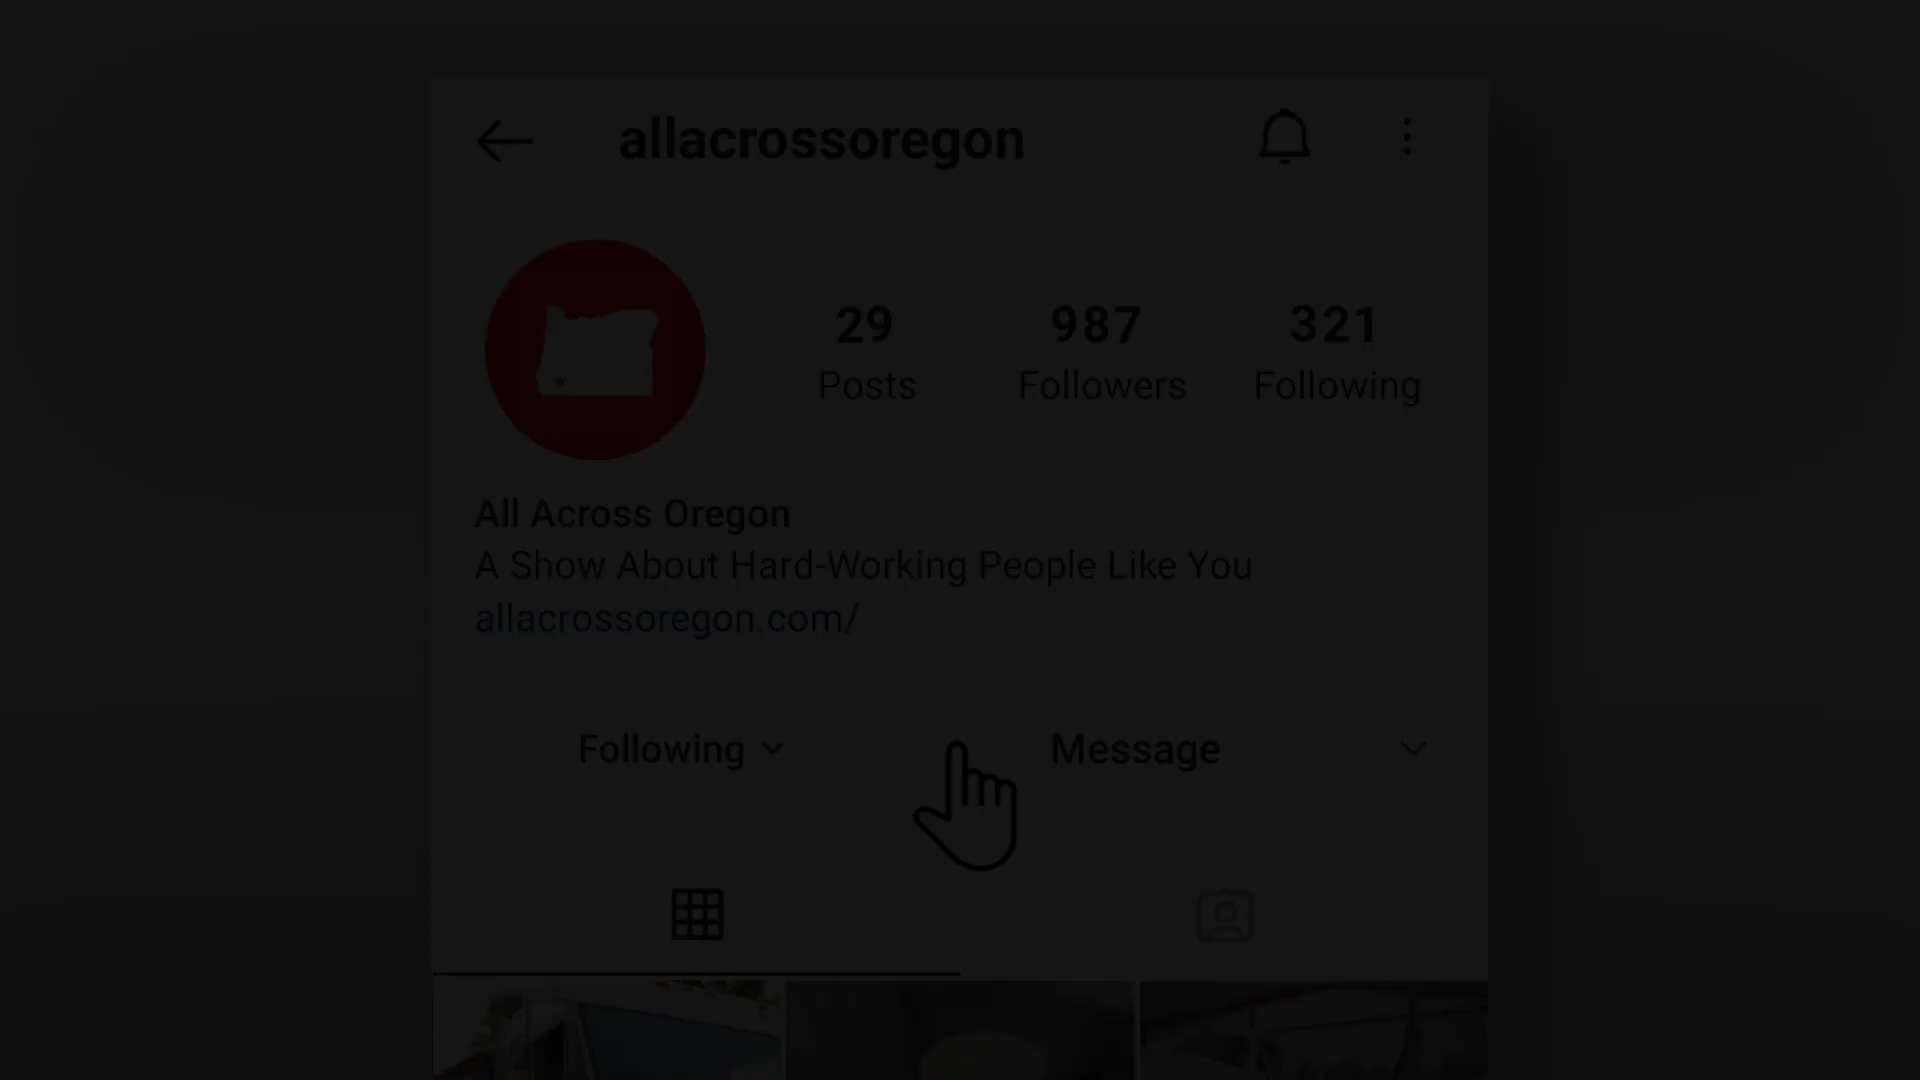 allacrossoregon
29 987 321
Posts Followers Following
All Across Oregon
A Show About Hard-Working People Like You
allacrossoregon.com/
Following Message